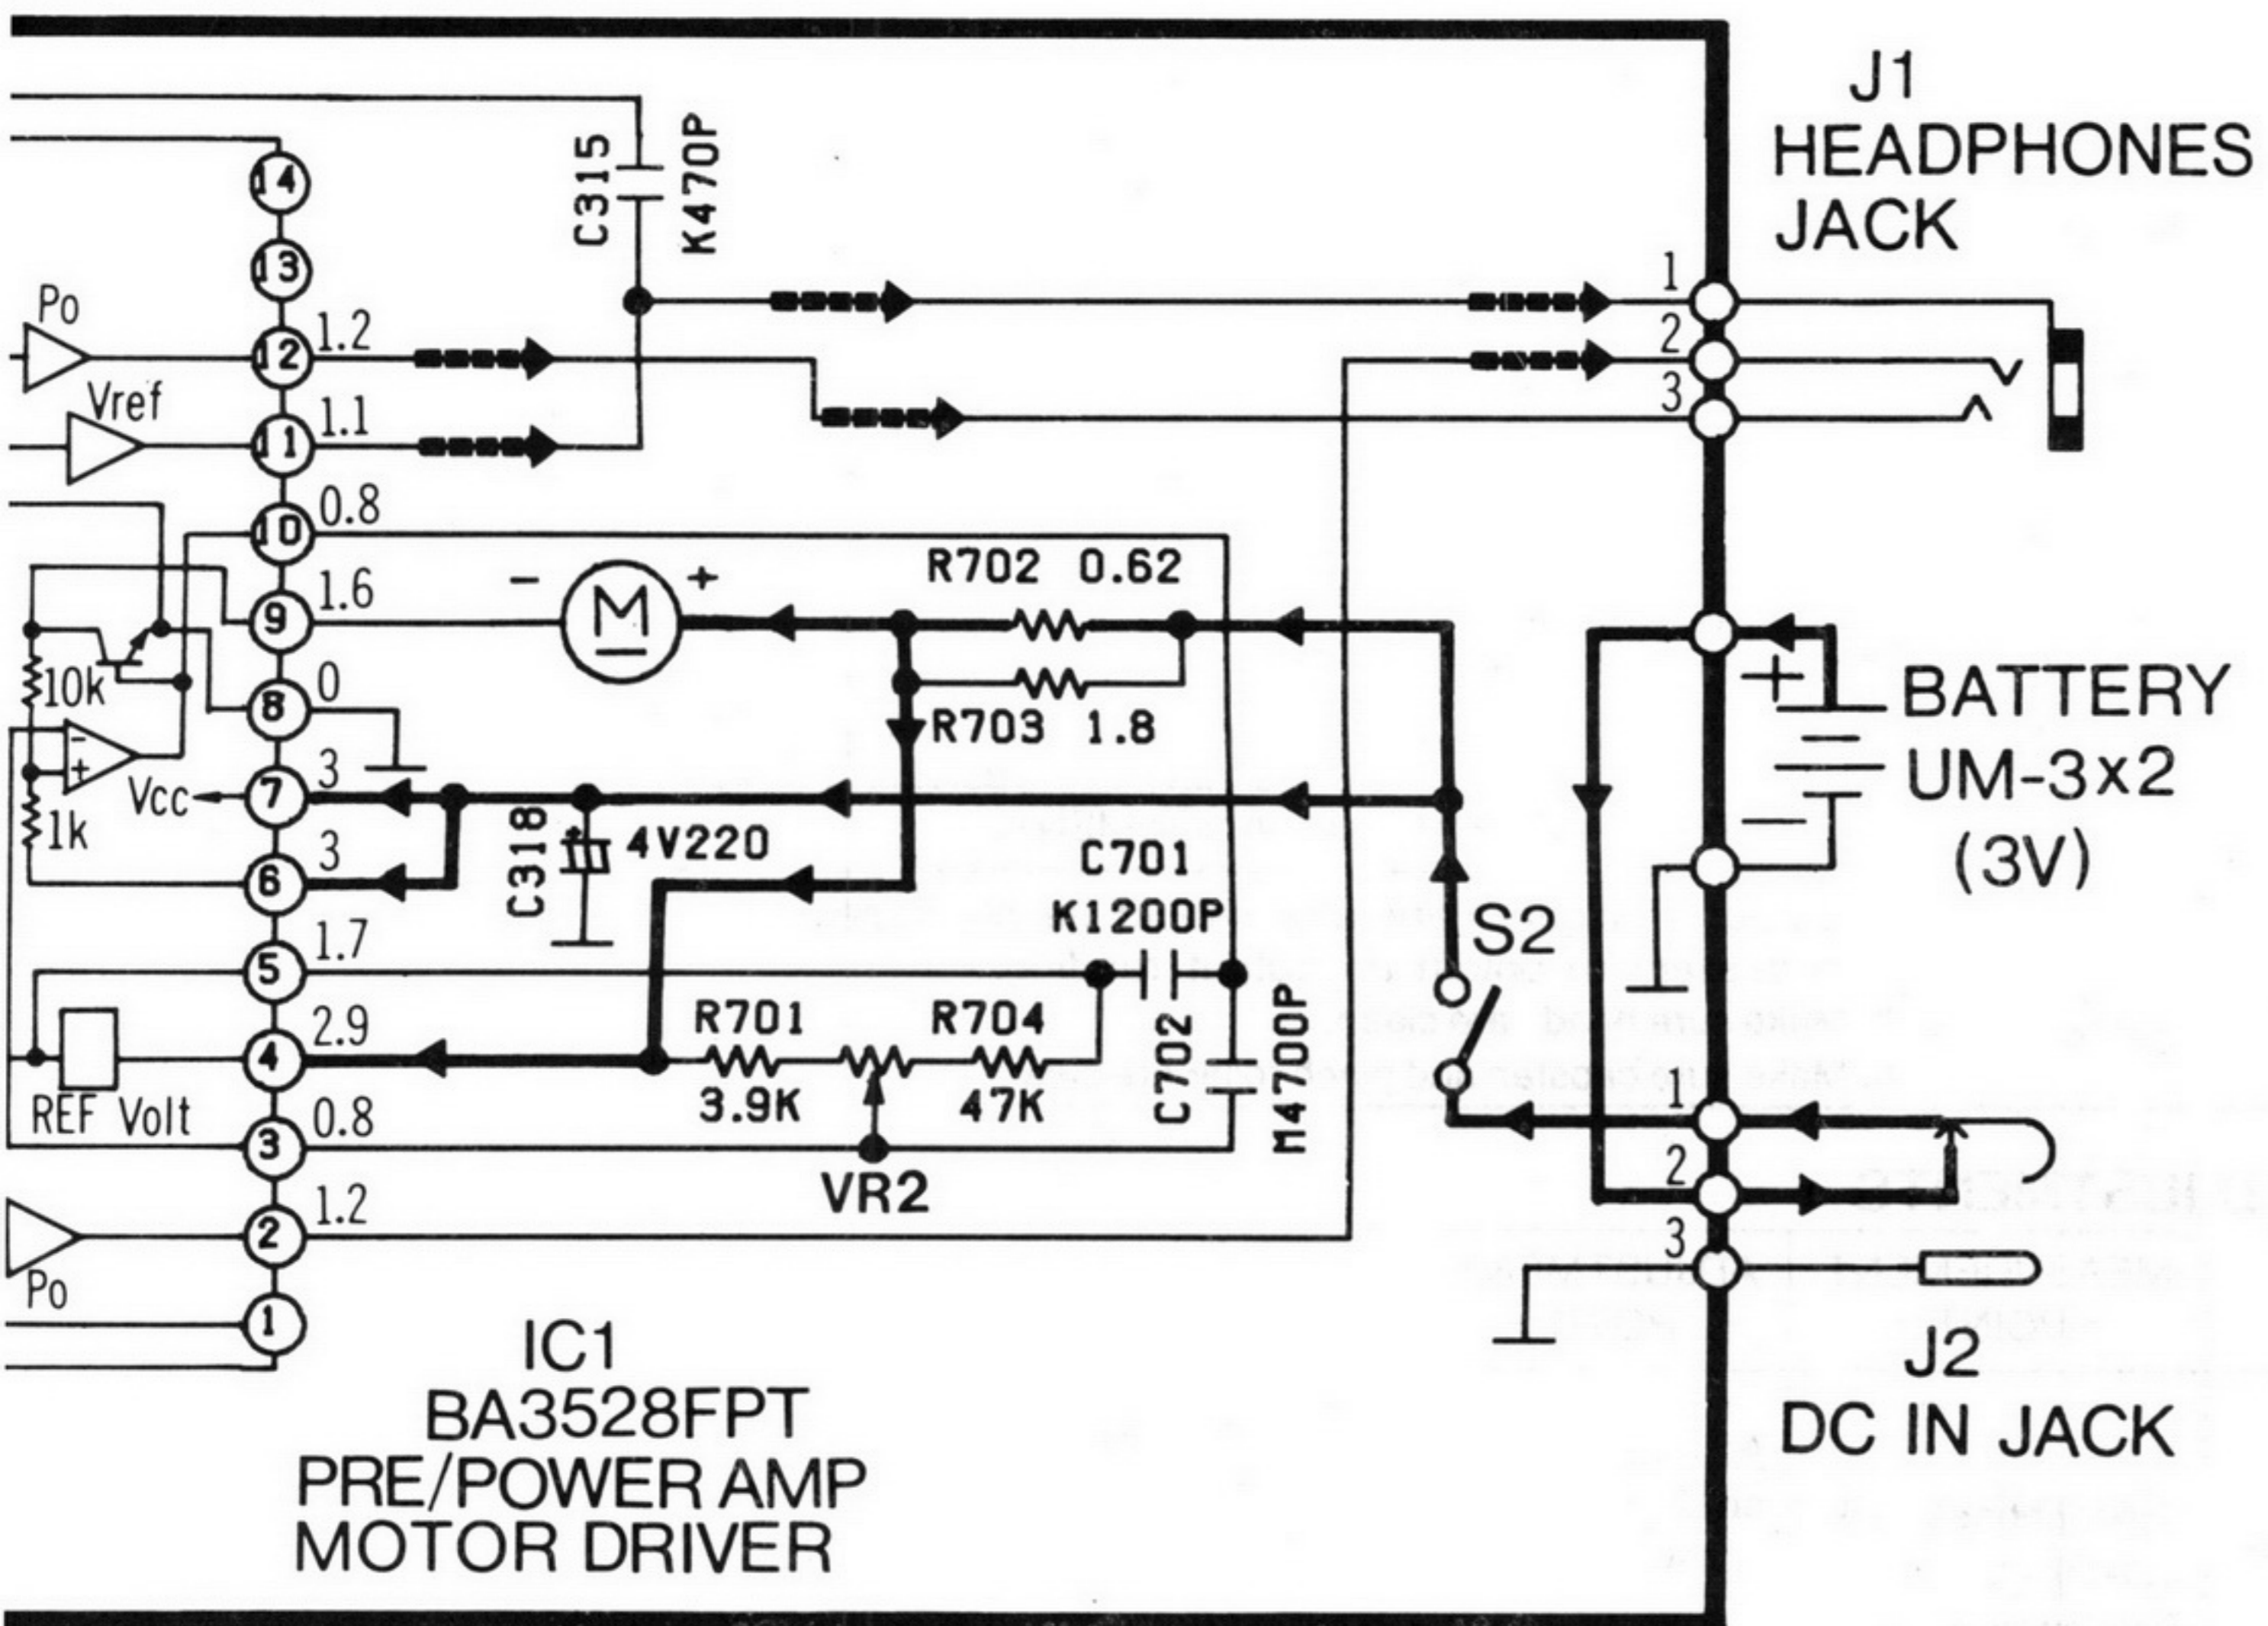 J1
HEADPHONES
JACK
C315
K470P
14
13
Po
12
1.2
Vref
11
1.1
10
0.8
9
1.6
-
M
+
R702 0.62
R703 1.8
10k
8
0
-
+
Vcc
7
3
1k
6
3
C318
+
4V220
C701
K1200P
5
1.7
4
2.9
REF Volt
R701
3.9K
R704
47K
C702
M4700P
3
0.8
VR2
2
1.2
Po
1
1
2
3
+
-
BATTERY
UM-3x2
(3V)
S2
1
2
3
J2
DC IN JACK
IC1
BA3528FPT
PRE/POWER AMP
MOTOR DRIVER